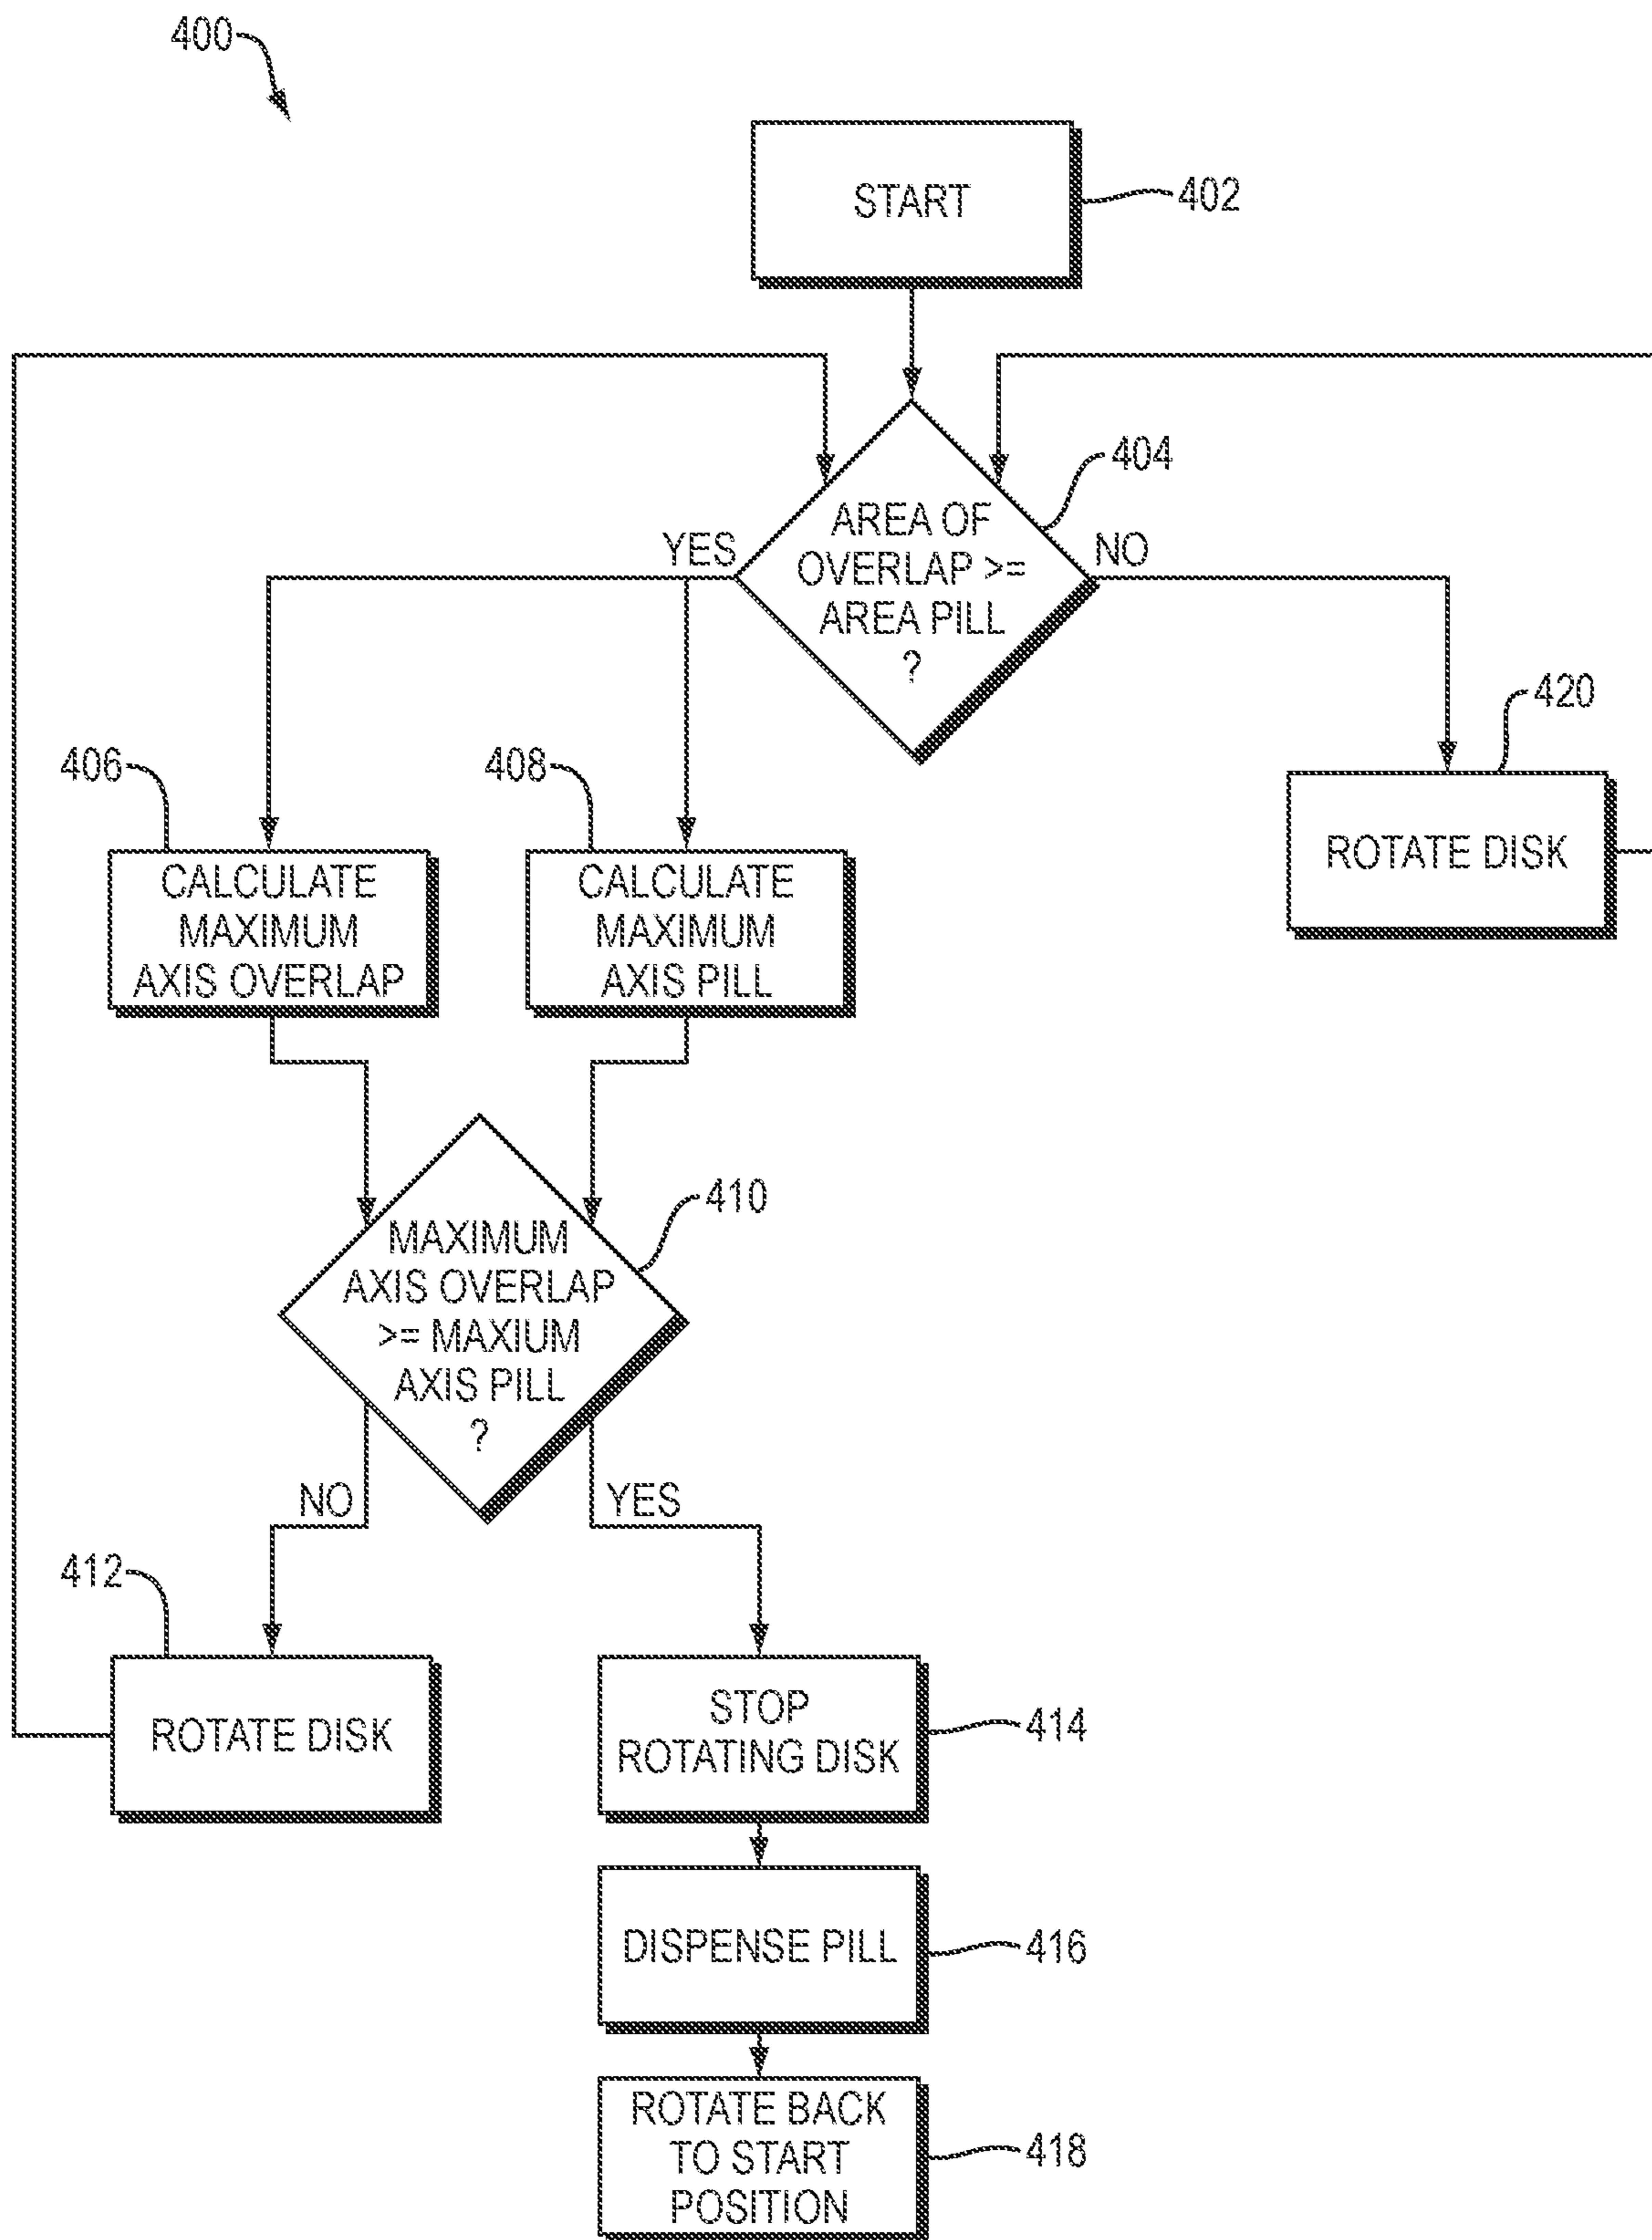 400
START
402
404
AREA OF
OVERLAP >=
AREA PILL
?
YES
NO
420
ROTATE DISK
406
408
CALCULATE
MAXIMUM
AXIS OVERLAP
CALCULATE
MAXIMUM
AXIS PILL
410
MAXIMUM
AXIS OVERLAP
>= MAXIUM
AXIS PILL
?
NO
YES
412
ROTATE DISK
STOP
ROTATING DISK
414
DISPENSE PILL
416
ROTATE BACK
TO START
POSITION
418